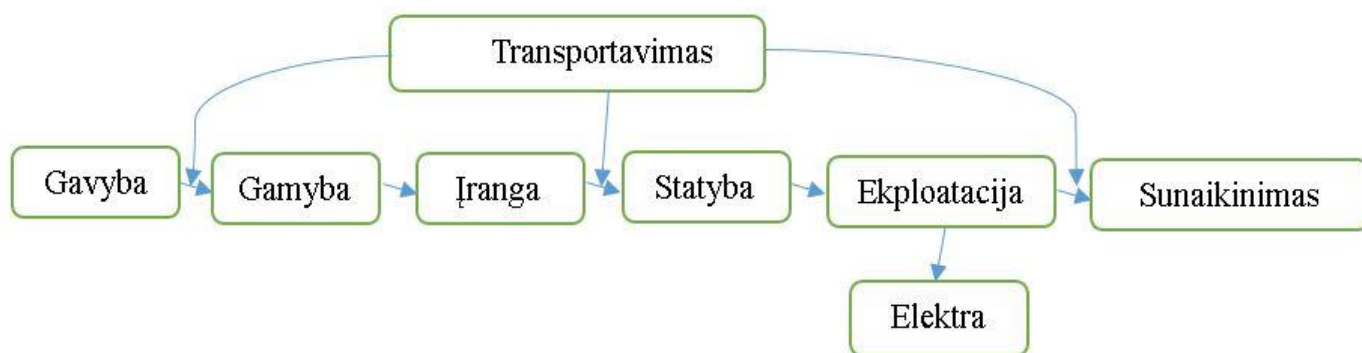 Transportavimas
Gavyba
Gamyba
Įranga
Statyba
Ekploatacija
Sunaikinimas
Elektra